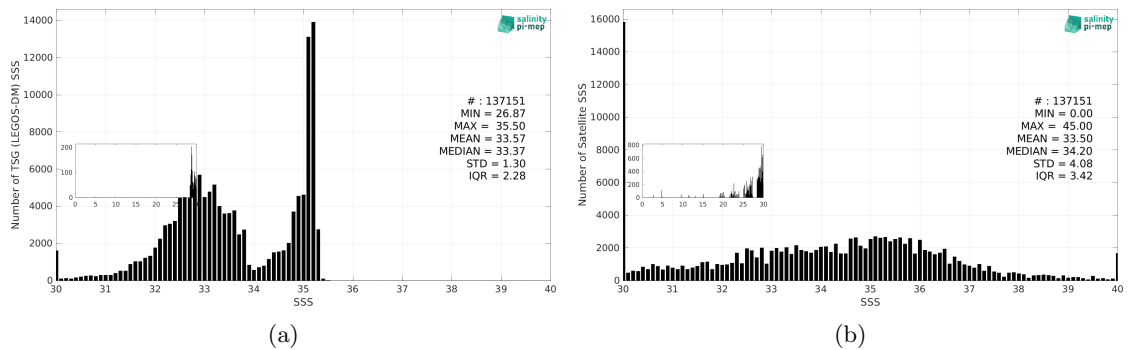 salinity
pi-mep
14000
12000
10000
8000
6000
4000
2000
0
Number of TSG (LEGOS-DM) SSS
# : 137151
MIN = 26.87
MAX = 35.50
MEAN = 33.57
MEDIAN = 33.37
STD = 1.30
IQR = 2.28
200
100
0
0 5 10 15 20 25 30
30 31 32 33 34 35 36 37 38 39 40
SSS
(a)
salinity
pi-mep
16000
14000
12000
10000
8000
6000
4000
2000
0
Number of Satellite SSS
# : 137151
MIN = 0.00
MAX = 45.00
MEAN = 33.50
MEDIAN = 34.20
STD = 4.08
IQR = 3.42
800
600
400
200
0
0 5 10 15 20 25 30
30 31 32 33 34 35 36 37 38 39 40
SSS
(b)